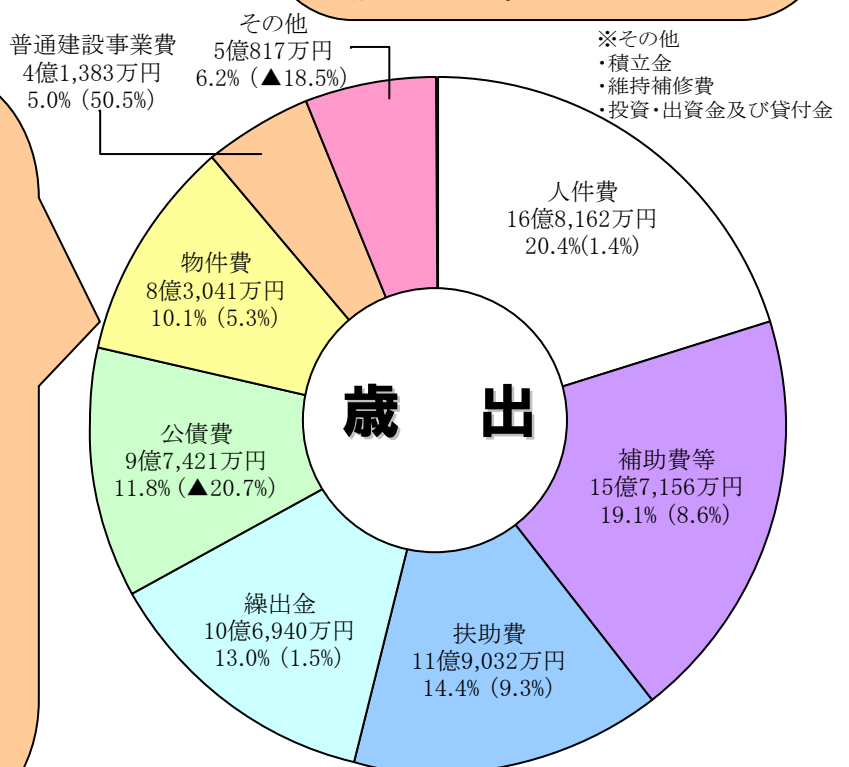 その他
5億817万円
6.2% (▲18.5%)
普通建設事業費
4億1,383万円
5.0% (50.5%)
※その他
・積立金
・維持補修費
・投資・出資金及び貸付金
人件費
16億8,162万円
20.4%(1.4%)
物件費
8億3,041万円
10.1% (5.3%)
歳 出
公債費
9億7,421万円
11.8% (▲20.7%)
補助費等
15億7,156万円
19.1% (8.6%)
繰出金
10億6,940万円
13.0% (1.5%)
扶助費
11億9,032万円
14.4% (9.3%)